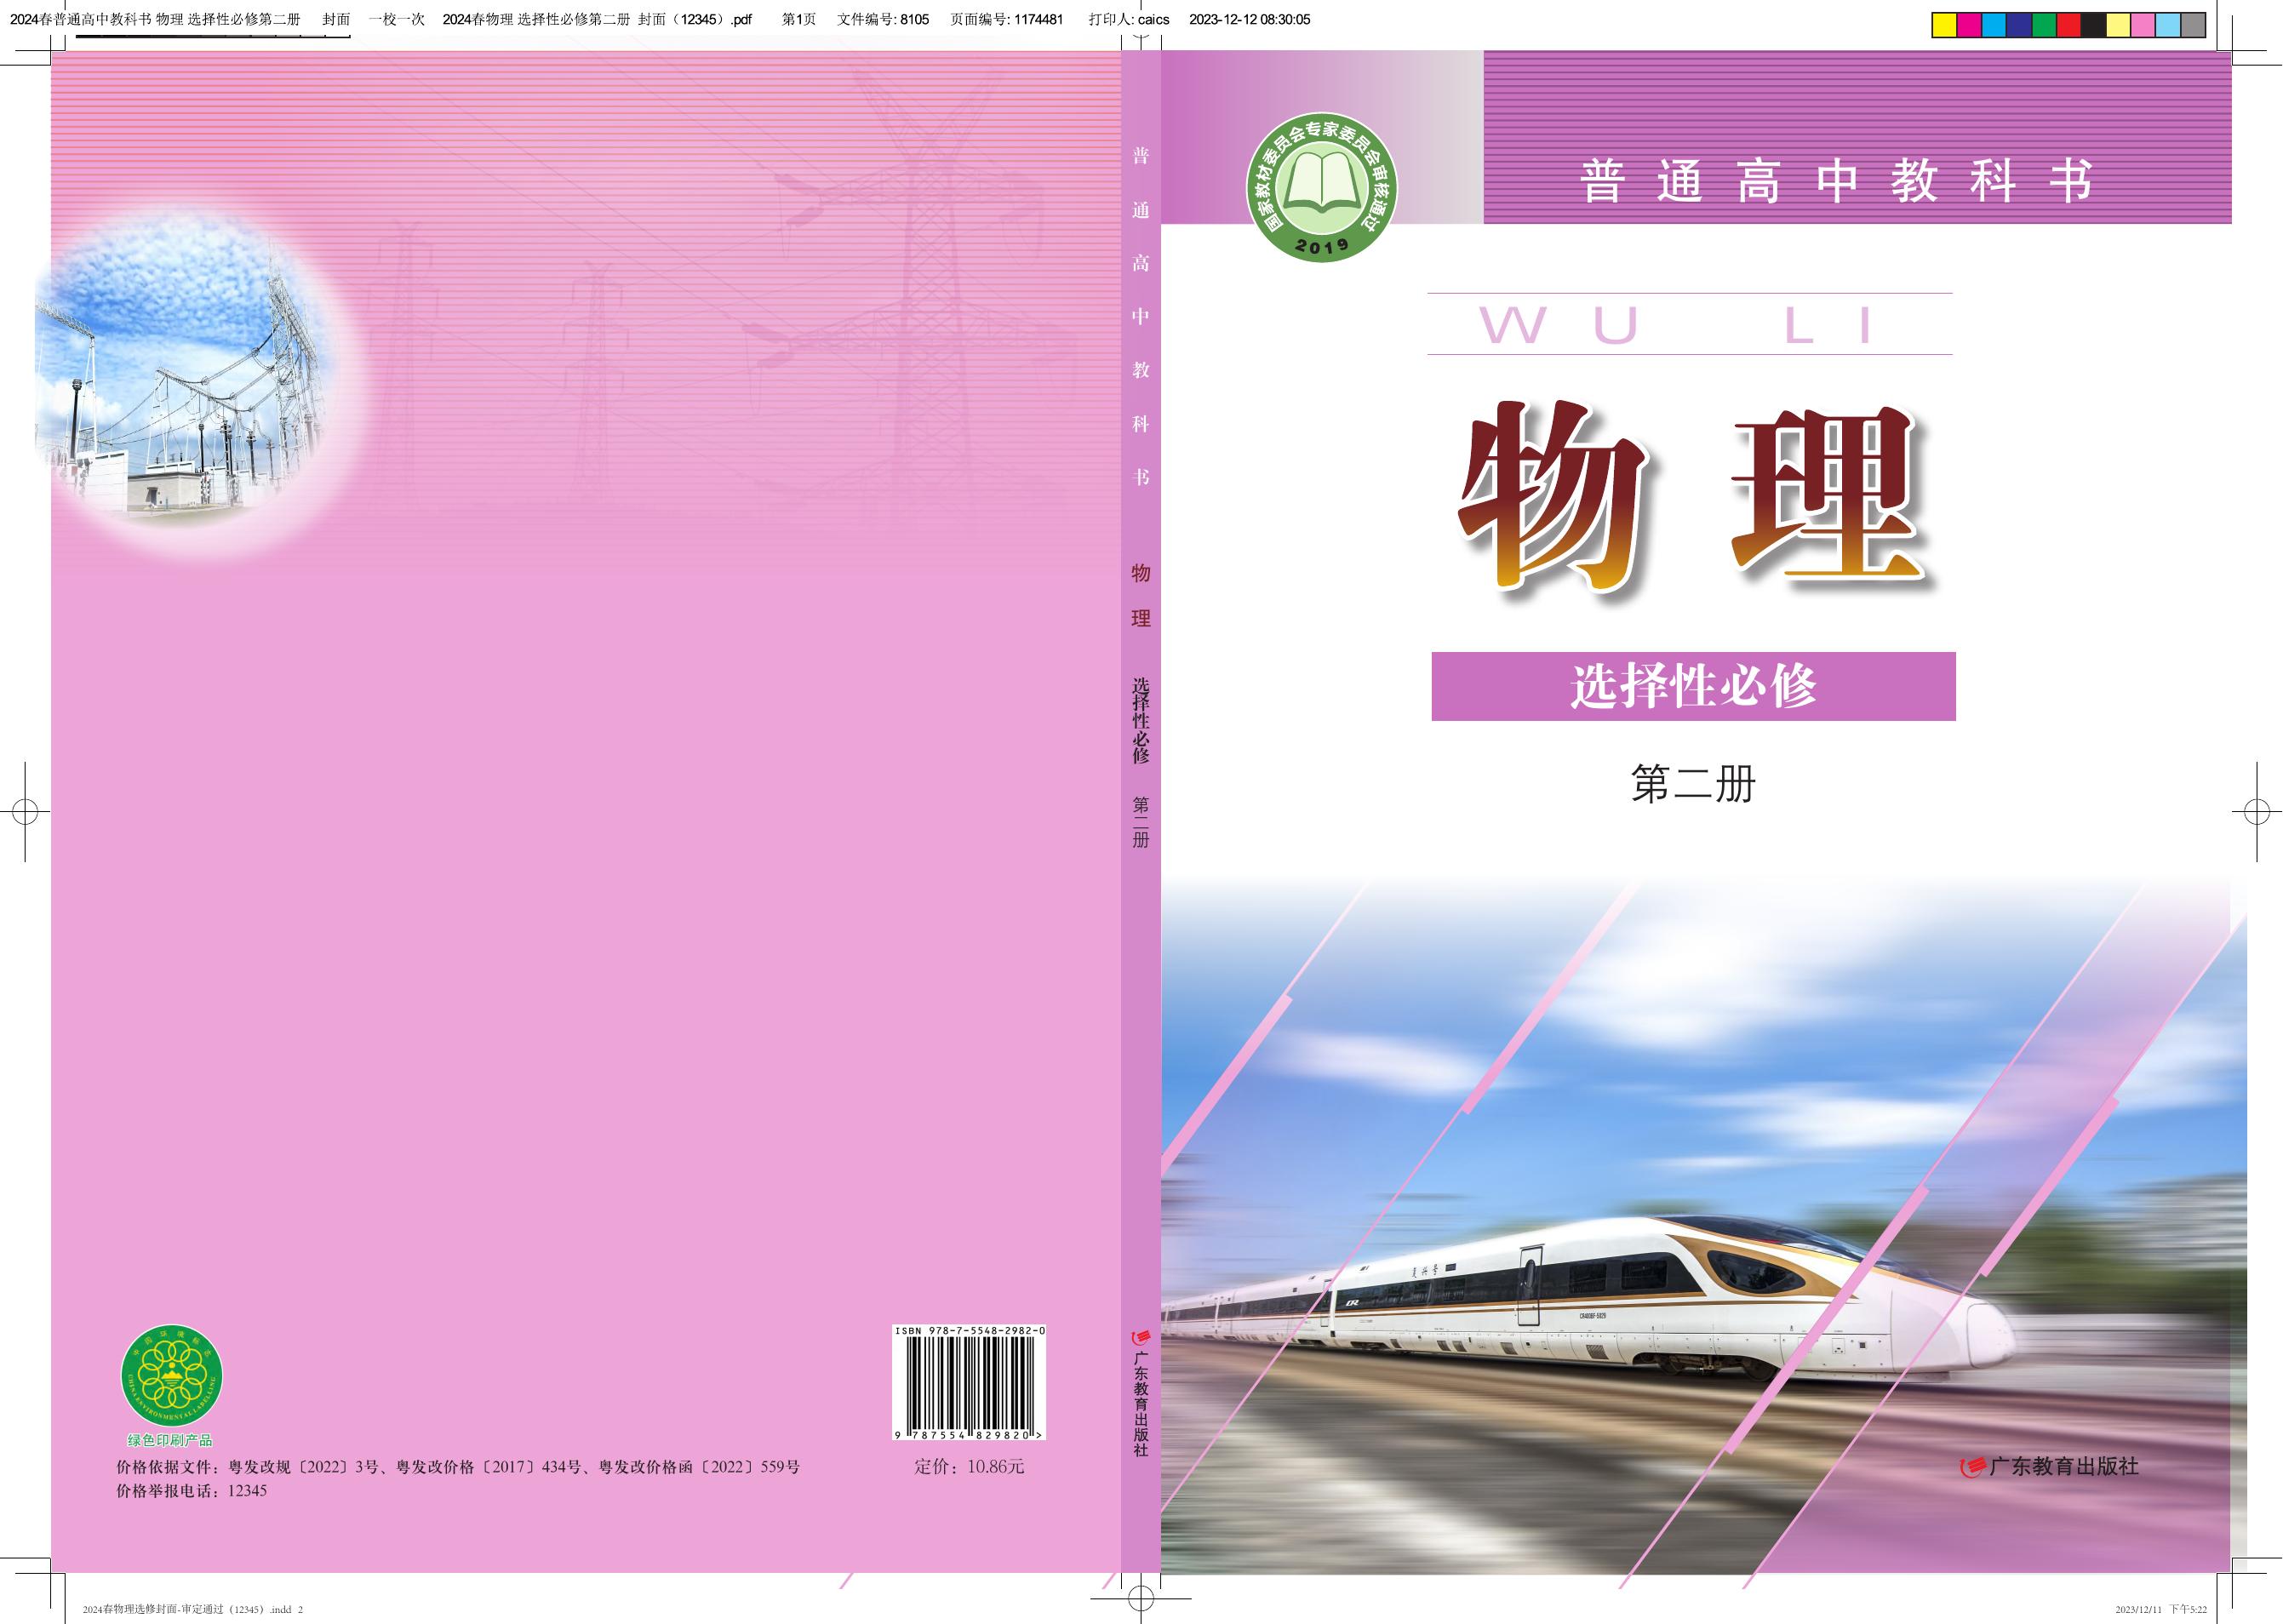 2024春普通高中教科书 物理 选择性必修第二册 封面 一校一次 2024春物理 选择性必修第二册 封面（12345）.pdf 第1页 文件编号: 8105 页面编号: 1174481 打印人: caics 2023-12-12 08:30:05
绿色印刷产品
CHINA ENVIRONMENTAL LABELLING
价格依据文件：粤发改规〔2022〕3号、粤发改价格〔2017〕434号、粤发改价格函〔2022〕559号
价格举报电话：12345
ISBN 978-7-5548-2982-0
9 787554 829820 >
定价：10.86元
普通高中教科书
物理
选择性必修
第二册
广东教育出版社
国家教材委员会专家委员会审核通过
2019
普通高中教科书
WU LI
物理
选择性必修
第二册
复兴号
CR
广东教育出版社
2024春物理选修封面-审定通过（12345）.indd 2
2023/12/11 下午5:22